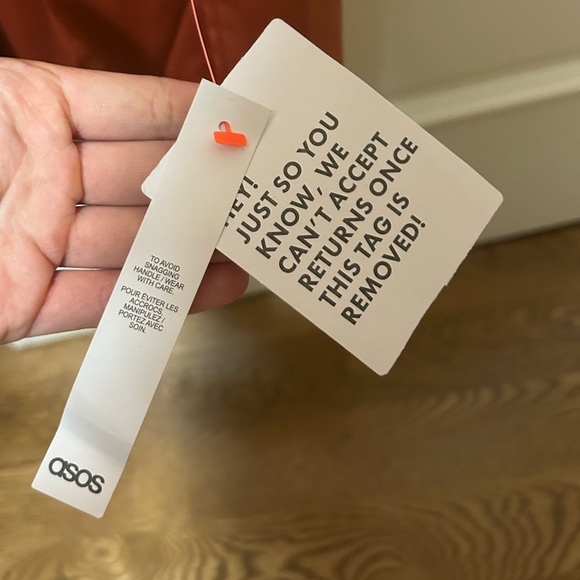 HEY!
JUST SO YOU
KNOW, WE
CAN'T ACCEPT
RETURNS ONCE
THIS TAG IS
REMOVED!
TO AVOID
SNAGGING
HANDLE / WEAR
WITH CARE.
POUR ÉVITER LES
ACCROCS,
MANIPULEZ /
PORTEZ AVEC
SOIN.
asos